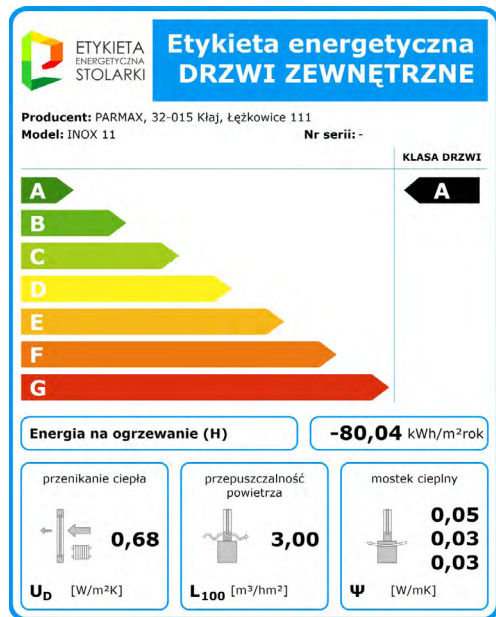 ETYKIETA
ENERGETYCZNA
STOLARKI
Etykieta energetyczna
DRZWI ZEWNĘTRZNE
Producent: PARMAX, 32-015 Kłaj, Łężkowice 111
Model: INOX 11 Nr serii: -
KLASA DRZWI
A A
B
C
D
E
F
G
Energia na ogrzewanie (H) -80,04 kWh/m²rok
przenikanie ciepła
0,68
U_D [W/m²K]
przepuszczalność
powietrza
3,00
L₁₀₀ [m³/hm²]
mostek cieplny
0,05
0,03
0,03
Ψ [W/mK]